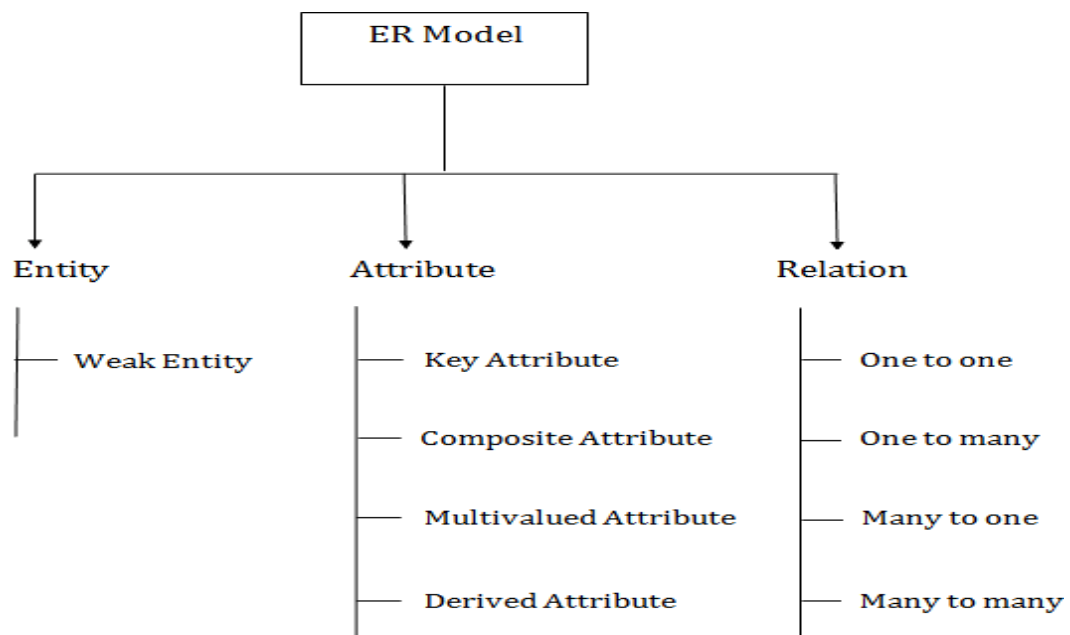 ER Model
Entity
Attribute
Relation
Weak Entity
Key Attribute
One to one
Composite Attribute
One to many
Multivalued Attribute
Many to one
Derived Attribute
Many to many